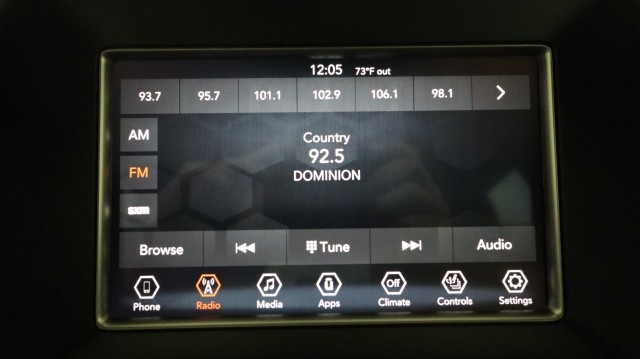 12:05 73°F out
93.7 95.7 101.1 102.9 106.1 98.1
AM
Country
92.5
FM
DOMINION
sxm
Browse Tune Audio
Off
Phone Radio Media Apps Climate Controls Settings